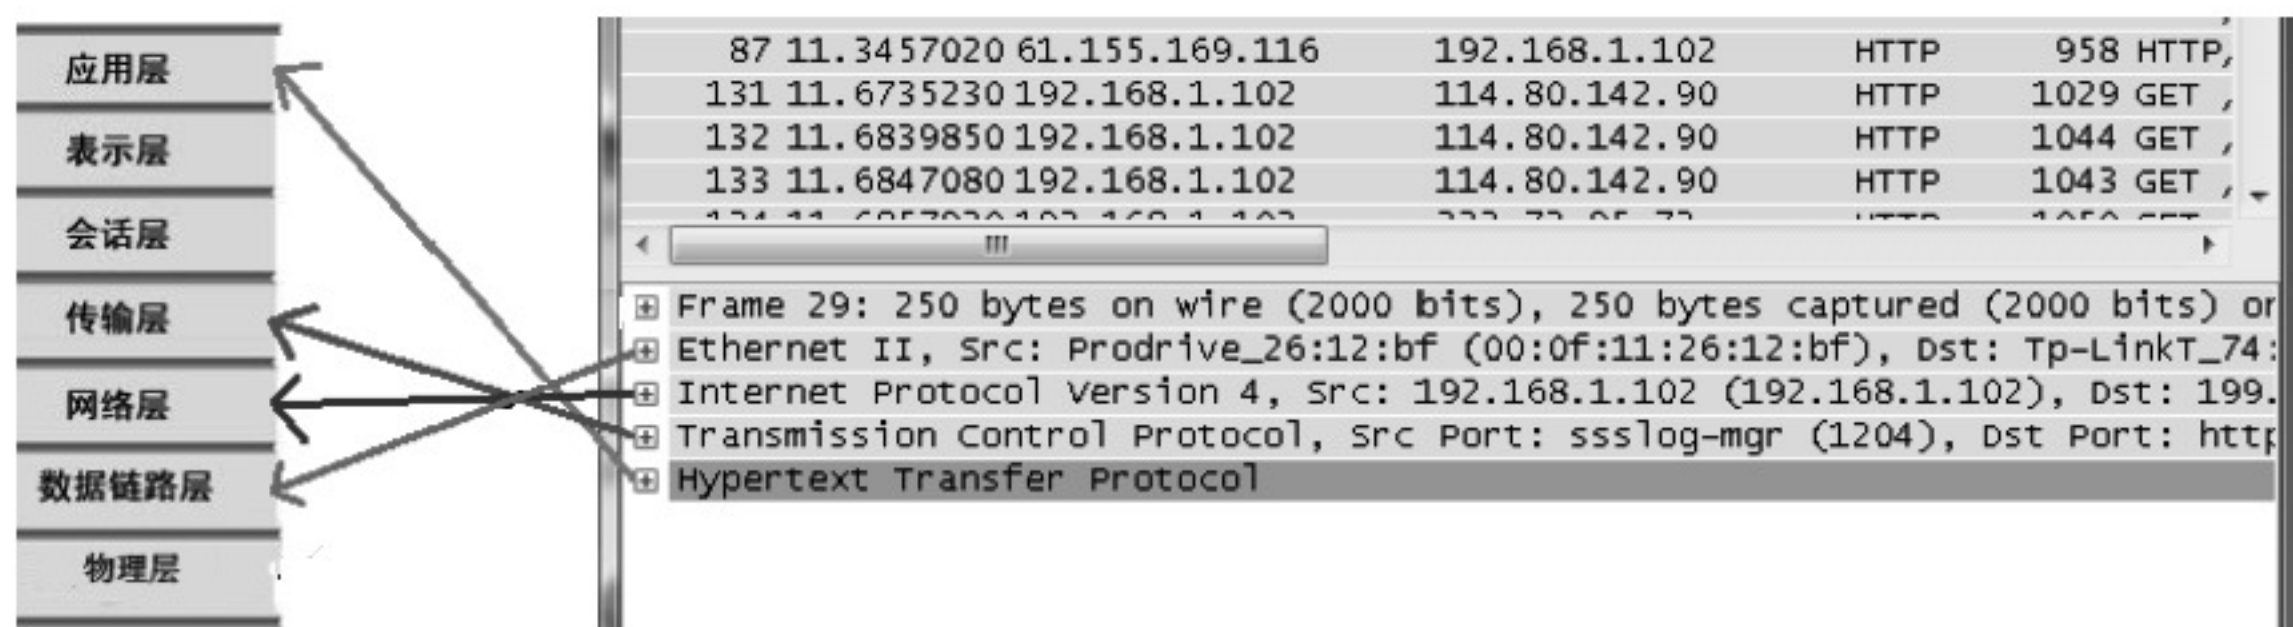 应用层
表示层
会话层
传输层
网络层
数据链路层
物理层
87 11.3457020 61.155.169.116 192.168.1.102 HTTP 958 HTTP,
131 11.6735230 192.168.1.102 114.80.142.90 HTTP 1029 GET ,
132 11.6839850 192.168.1.102 114.80.142.90 HTTP 1044 GET ,
133 11.6847080 192.168.1.102 114.80.142.90 HTTP 1043 GET ,
Frame 29: 250 bytes on wire (2000 bits), 250 bytes captured (2000 bits) or
Ethernet II, Src: Prodrive_26:12:bf (00:0f:11:26:12:bf), Dst: Tp-LinkT_74:
Internet Protocol Version 4, Src: 192.168.1.102 (192.168.1.102), Dst: 199.
Transmission Control Protocol, Src Port: ssslog-mgr (1204), Dst Port: http
Hypertext Transfer Protocol